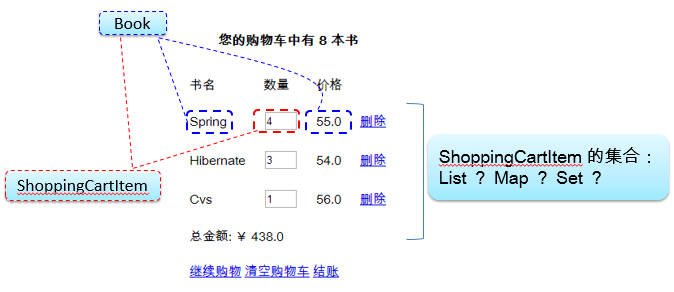 Book
您的购物车中有 8 本书
书名 数量 价格
Spring 4 55.0 删除
Hibernate 3 54.0 删除
Cvs 1 56.0 删除
总金额: ￥ 438.0
继续购物 清空购物车 结账
ShoppingCartItem
ShoppingCartItem 的集合：
List ？ Map ？ Set ？